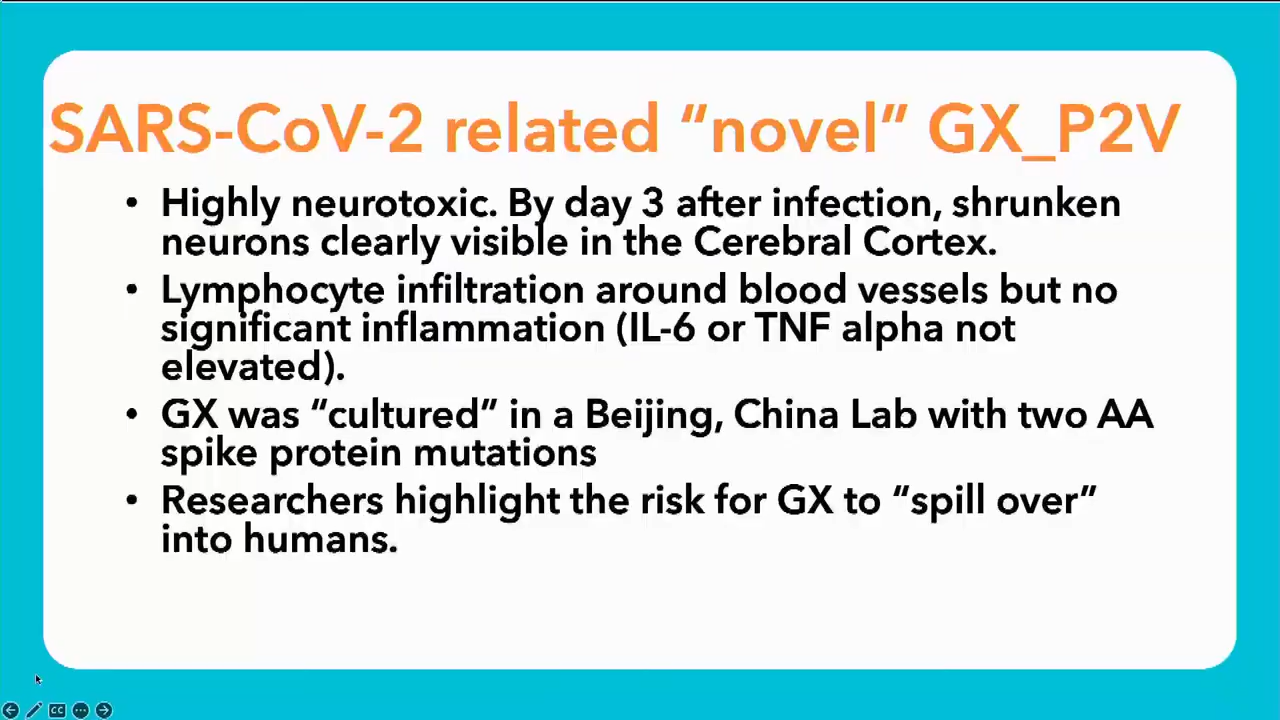 SARS-CoV-2 related “novel” GX_P2V
• Highly neurotoxic. By day 3 after infection, shrunken
neurons clearly visible in the Cerebral Cortex.
• Lymphocyte infiltration around blood vessels but no
significant inflammation (IL-6 or TNF alpha not
elevated).
• GX was “cultured” in a Beijing, China Lab with two AA
spike protein mutations
• Researchers highlight the risk for GX to “spill over”
into humans.
CC